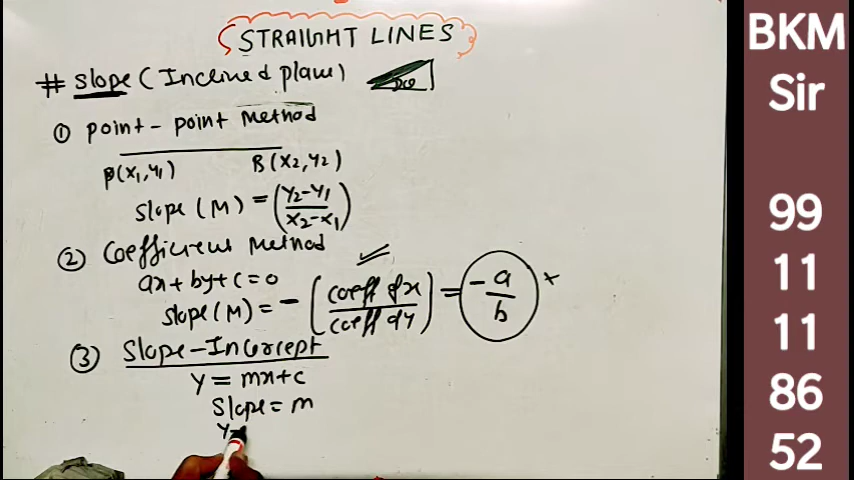 STRAIGHT LINES
# Slope (Inclined plane)
① Point - Point Method
P(x₁,y₁) B(x₂,y₂)
Slope (M) = (y₂-y₁ / x₂-x₁)
② Coefficient Method
ax + by + c = 0
Slope (M) = - (coeff of x / coeff of y) = -a / b
③ Slope-Intercept
y = mx + c
Slope = m
y =
BKM
Sir
99
11
11
86
52